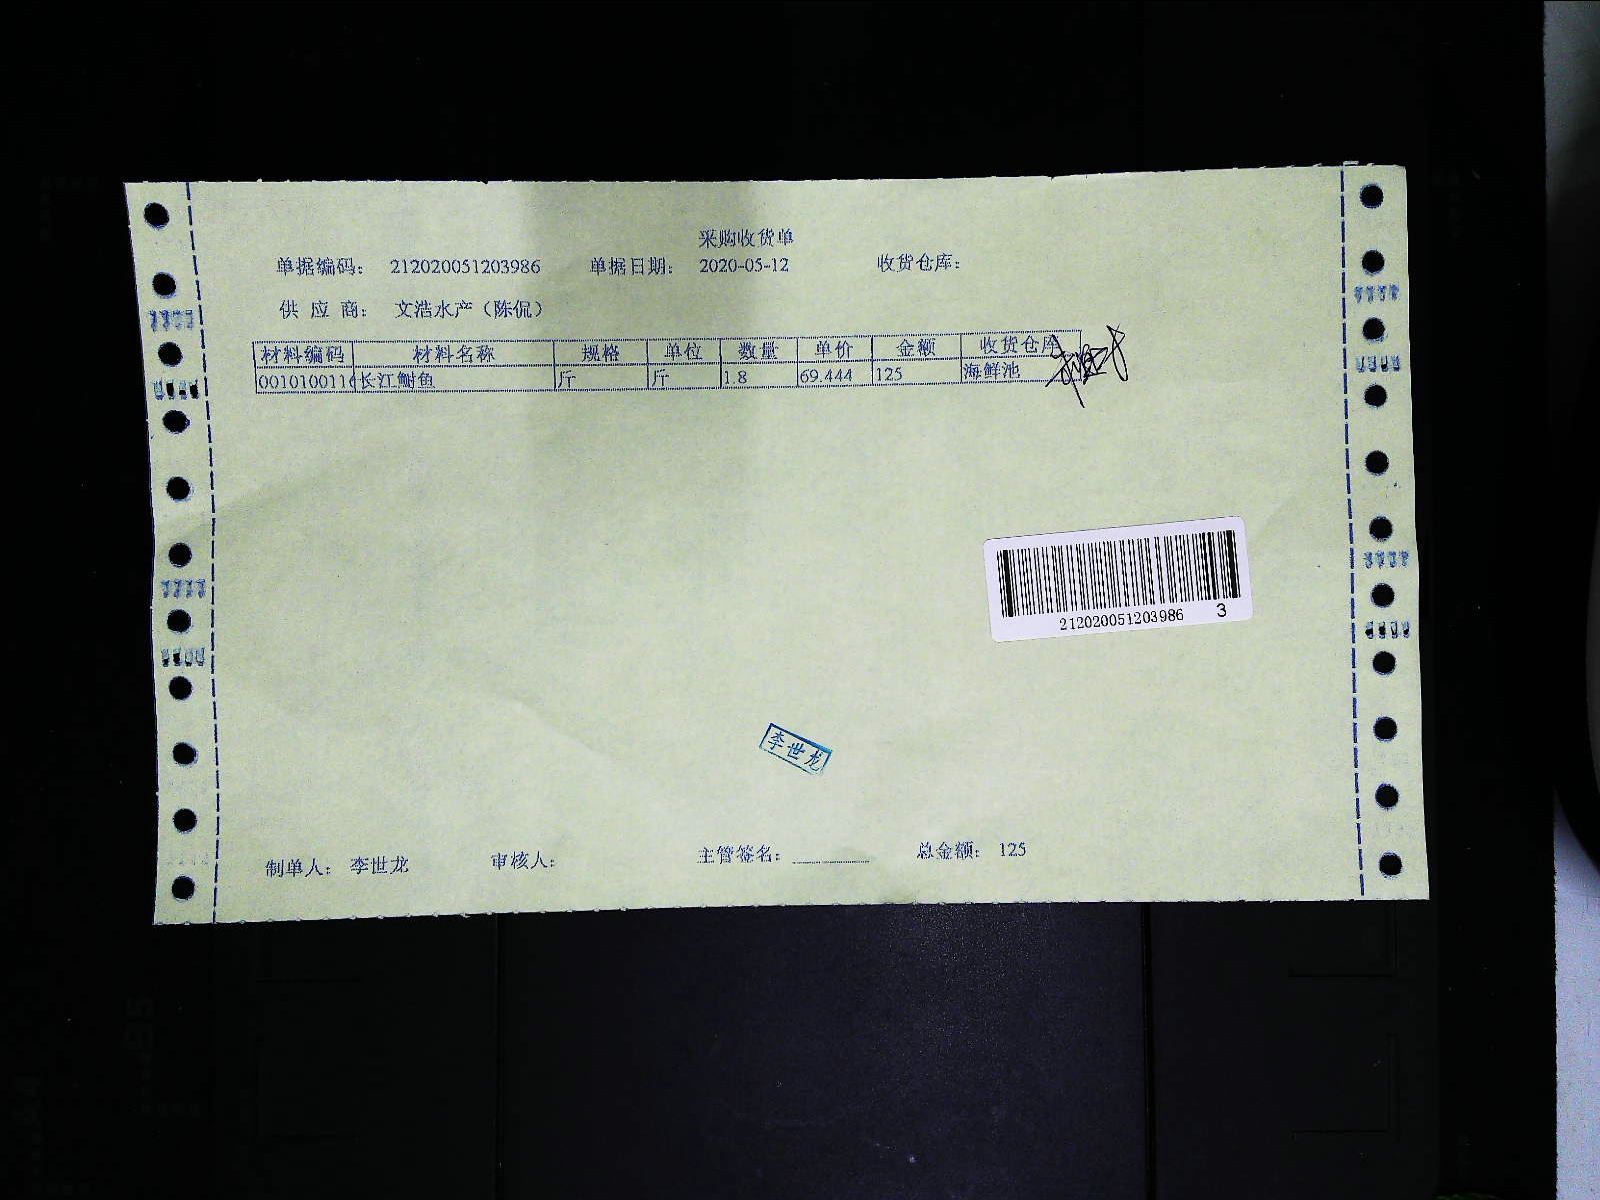 采购收货单
单据编码： 212020051203986 单据日期： 2020-05-12 收货仓库：
供 应 商： 文浩水产（陈侃）
材料编码 材料名称 规格 单位 数量 单价 金额 收货仓库
0010100116 长江鮰鱼 斤 斤 1.8 69.444 125 海鲜池
212020051203986 3
李世龙
制单人： 李世龙 审核人： 主管签名： 总金额： 125